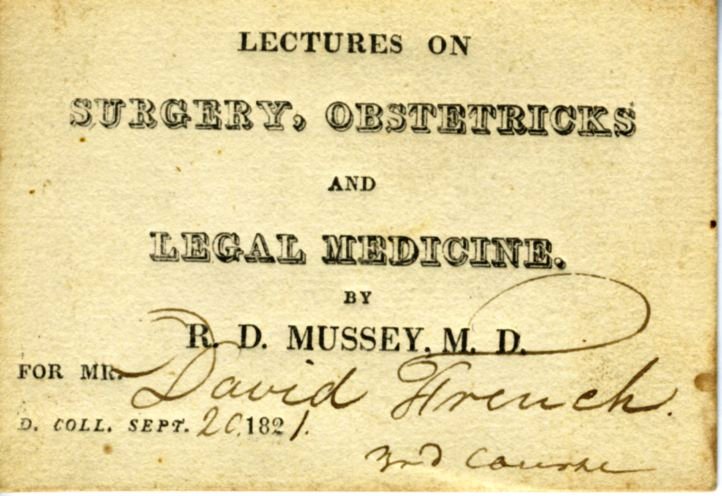 LECTURES ON
SURGERY, OBSTETRICKS
AND
LEGAL MEDICINE.
BY
R. D. MUSSEY, M. D.
FOR MR. David French.
D. COLL. SEPT. 20, 1821.
3rd Course